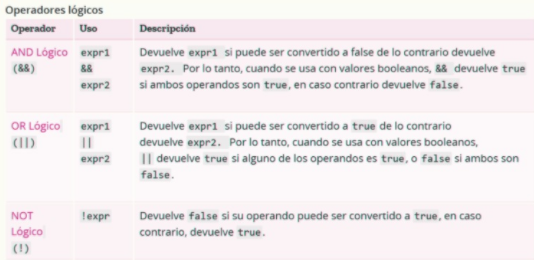 Operadores lógicos
Operador Uso Descripción
AND Lógico expr1 Devuelve expr1 si puede ser convertido a false de lo contrario devuelve
(&&) && expr2. Por lo tanto, cuando se usa con valores booleanos, && devuelve true
expr2 si ambos operandos son true, en caso contrario devuelve false.
OR Lógico expr1 Devuelve expr1 si puede ser convertido a true de lo contrario
(||) || devuelve expr2. Por lo tanto, cuando se usa con valores booleanos,
expr2 || devuelve true si alguno de los operandos es true, o false si ambos son
false.
NOT !expr Devuelve false si su operando puede ser convertido a true, en caso
Lógico contrario, devuelve true.
(!)